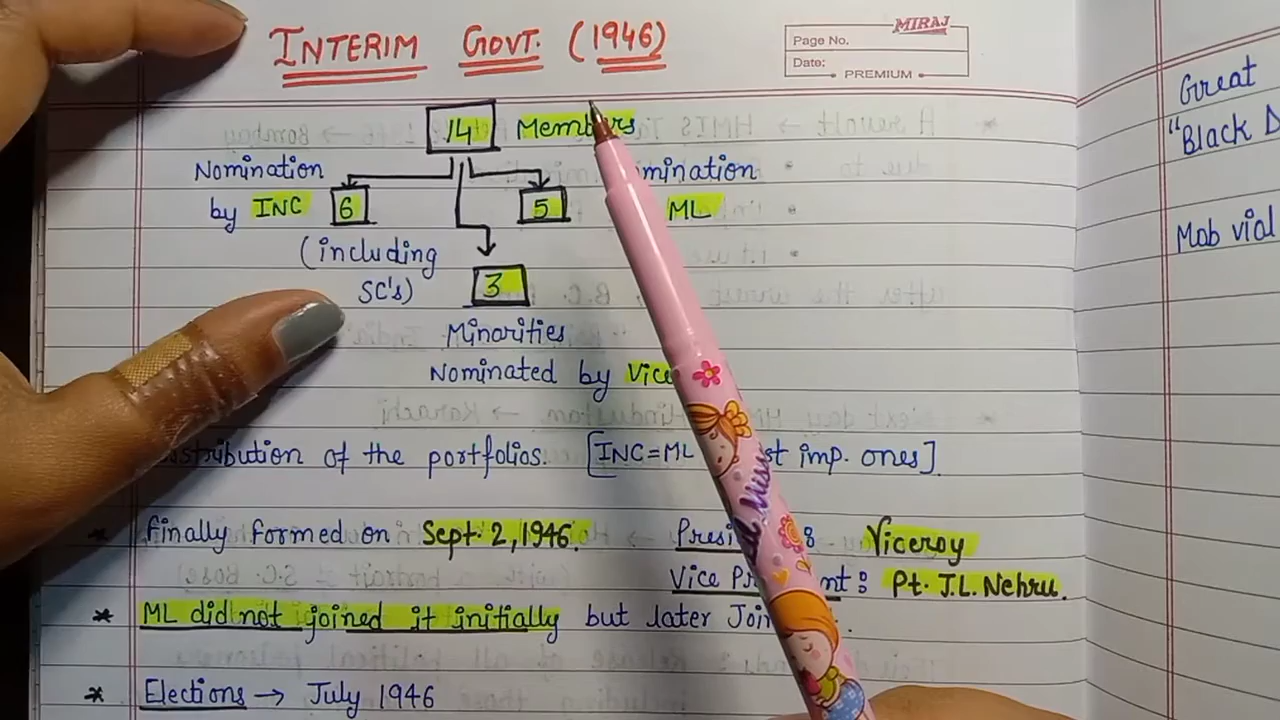 INTERIM GOVT. (1946)
MIRAJ
Page No.
Date:
PREMIUM
14 Members
Nomination
by INC 6
(including
SC's)
5 mination
ML
3
Minorities
Nominated by Vice
stribution of the portfolios. [INC=ML st imp. ones]
* Finally formed on Sept. 2, 1946.
Presi : Viceroy
Vice Pr nt : Pt. J.L. Nehru.
* ML did not joined it initially but later Join
* Elections → July 1946
Great
"Black D
Mob viol